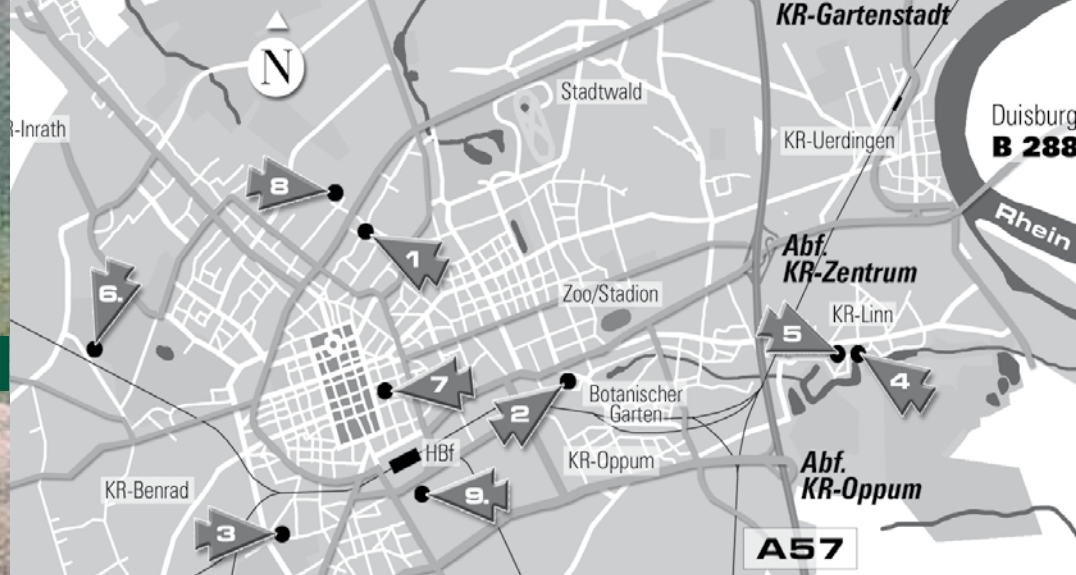 KR-Gartenstadt
N
Stadtwald
Duisburg
B 288
R-Inrath
KR-Uerdingen
8
Rhein
1
Abf.
KR-Zentrum
6.
Zoo/Stadion
KR-Linn
5
7
4
2
Botanischer
Garten
HBf
KR-Oppum
Abf.
KR-Oppum
KR-Benrad
9.
3
A57